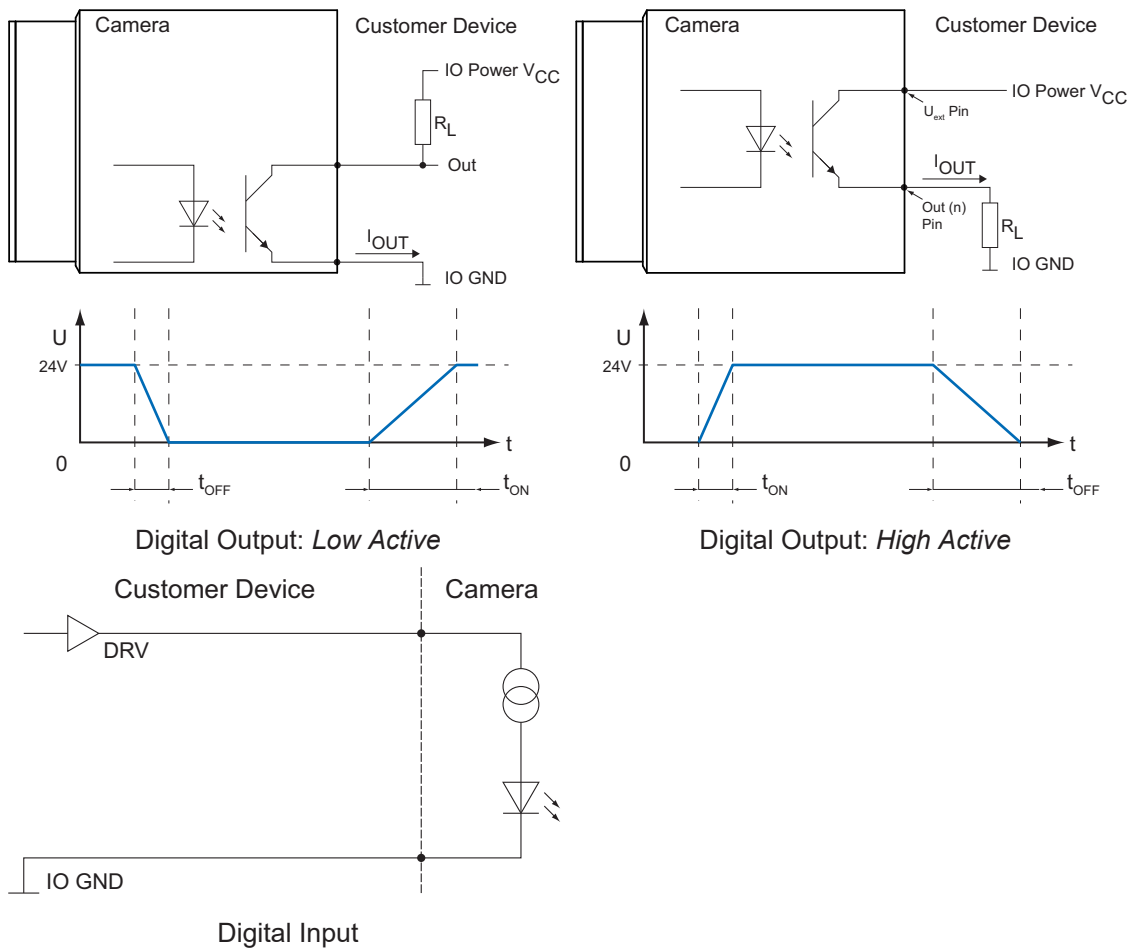 Camera
Customer Device
IO Power VCC
RL
Out
IOUT
IO GND
U
24V
0
t
tOFF
tON
Digital Output: Low Active
Camera
Customer Device
IO Power VCC
Uext Pin
IOUT
Out (n)
Pin
RL
IO GND
U
24V
0
t
tON
tOFF
Digital Output: High Active
Customer Device
Camera
DRV
IO GND
Digital Input